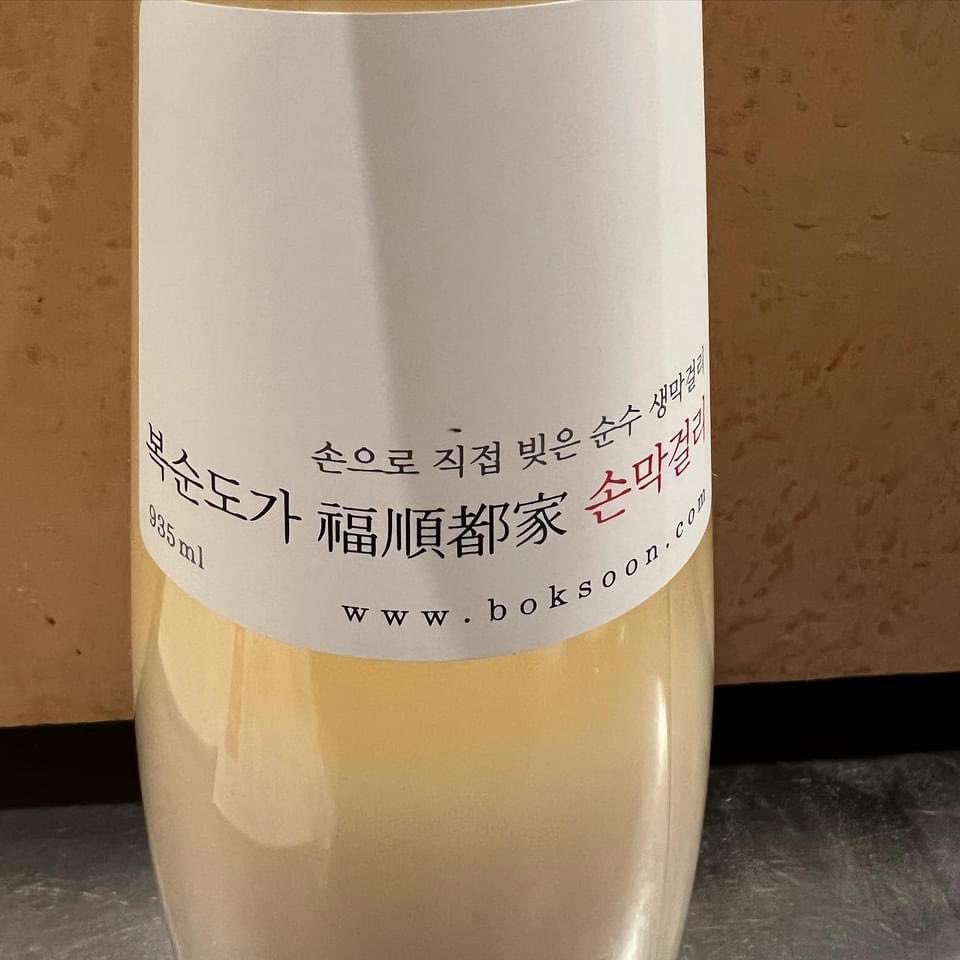 손으로 직접 빚은 순수 생막걸리
복순도가 福順都家 손막걸리
935ml
www.boksoon.com